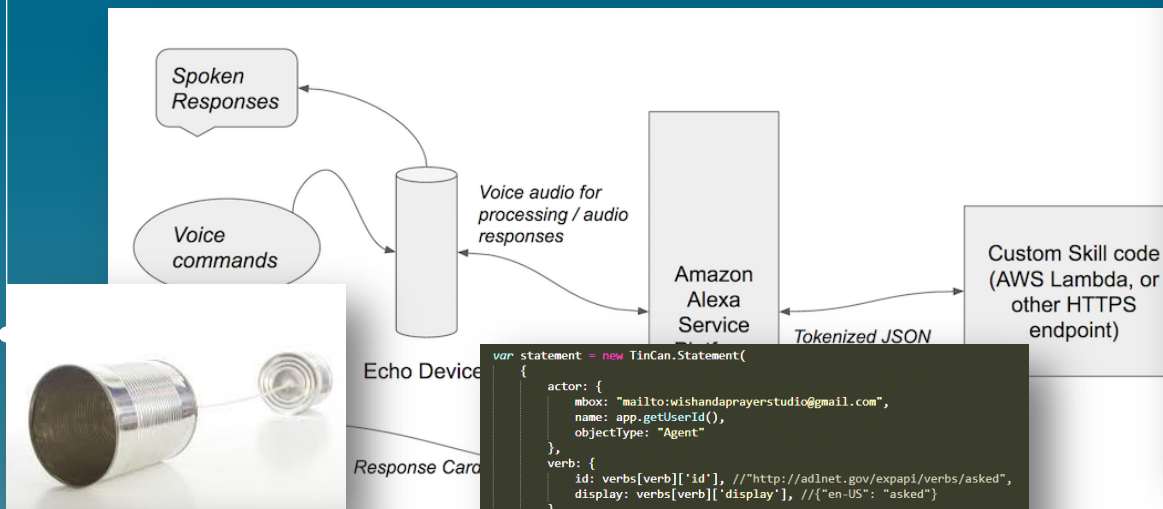 Spoken
Responses
Voice
commands
Voice audio for
processing / audio
responses
Echo Device
Amazon
Alexa
Service
Custom Skill code
(AWS Lambda, or
other HTTPS
endpoint)
Tokenized JSON
Response Card
var statement = new TinCan.Statement(
{
actor: {
mbox: "mailto:wishandaprayerstudio@gmail.com",
name: app.getUserId(),
objectType: "Agent"
},
verb: {
id: verbs[verb]['id'], //"http://adlnet.gov/expapi/verbs/asked",
display: verbs[verb]['display'], //{"en-US": "asked"}